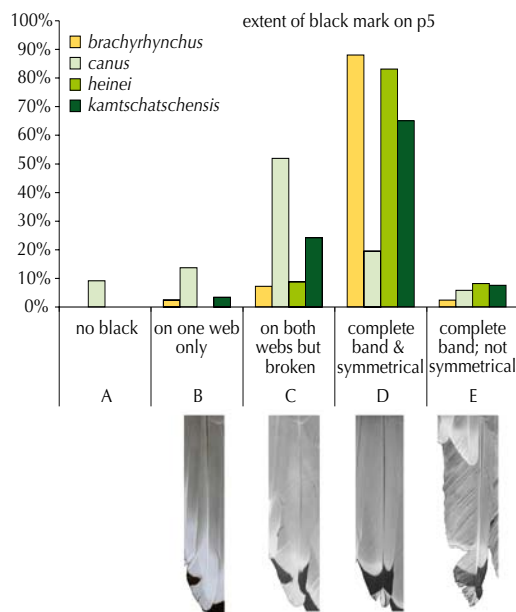 extent of black mark on p5
100%
90%
80%
70%
60%
50%
40%
30%
20%
10%
0%
brachyrhynchus
canus
heinei
kamtschatschensis
no black
A
on one web
only
B
on both
webs but
broken
C
complete
band &
symmetrical
D
complete
band; not
symmetrical
E